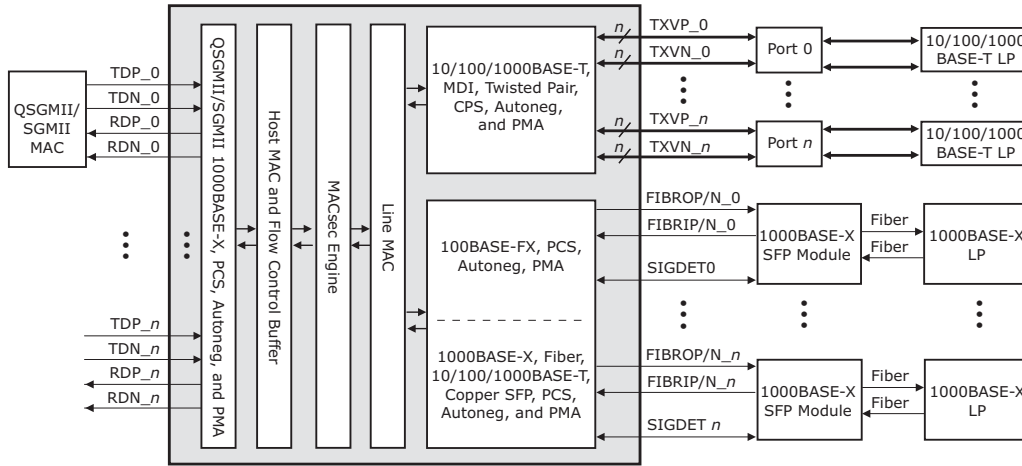 QSGMII/
SGMII
MAC
TDP_0
TDN_0
RDP_0
RDN_0
TDP_n
TDN_n
RDP_n
RDN_n
QSGMII/SGMII 1000BASE-X, PCS, Autoneg, and PMA
Host MAC and Flow Control Buffer
MACsec Engine
Line MAC
10/100/1000BASE-T,
MDI, Twisted Pair,
CPS, Autoneg,
and PMA
100BASE-FX, PCS,
Autoneg, PMA
1000BASE-X, Fiber,
10/100/1000BASE-T,
Copper SFP, PCS,
Autoneg, and PMA
n TXVP_0
n TXVN_0
n TXVP_n
n TXVN_n
Port 0
Port n
10/100/1000
BASE-T LP
10/100/1000
BASE-T LP
FIBROP/N_0
FIBRIP/N_0
SIGDET0
1000BASE-X
SFP Module
Fiber
Fiber
1000BASE-X
LP
FIBROP/N_n
FIBRIP/N_n
SIGDET n
1000BASE-X
SFP Module
Fiber
Fiber
1000BASE-X
LP